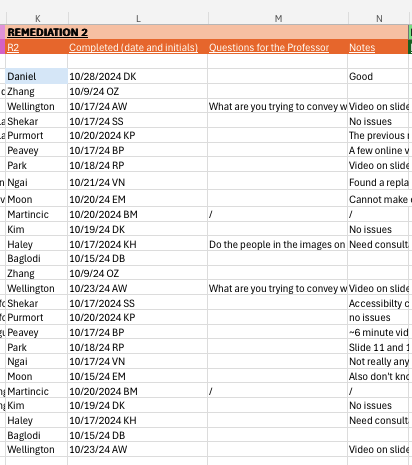 K L M N
REMEDIATION 2
R2 Completed (date and initials) Questions for the Professor Notes
Daniel 10/28/2024 DK Good
Zhang 10/9/24 OZ
Wellington 10/17/24 AW What are you trying to convey w Video on slide
Shekar 10/17/24 SS No issues
Purmort 10/20/2024 KP The previous
Peavey 10/17/24 BP A few online v
Park 10/18/24 RP Video on slide
Ngai 10/21/24 VN Found a repla
Moon 10/20/24 EM Cannot make
Martincic 10/20/2024 BM / /
Kim 10/19/24 DK No issues
Haley 10/17/2024 KH Do the people in the images on Need consult
Baglodi 10/15/24 DB
Zhang 10/9/24 OZ
Wellington 10/23/24 AW What are you trying to convey w Video on slide
Shekar 10/17/2024 SS Accessibilty c
Purmort 10/20/2024 KP no issues
Peavey 10/17/24 BP ~6 minute vid
Park 10/18/24 RP Slide 11 and 1
Ngai 10/17/24 VN Not really any
Moon 10/15/24 EM Also don't kno
Martincic 10/20/2024 BM / /
Kim 10/19/24 DK No issues
Haley 10/17/2024 KH Need consult
Baglodi 10/15/24 DB
Wellington 10/23/24 AW Video on slide